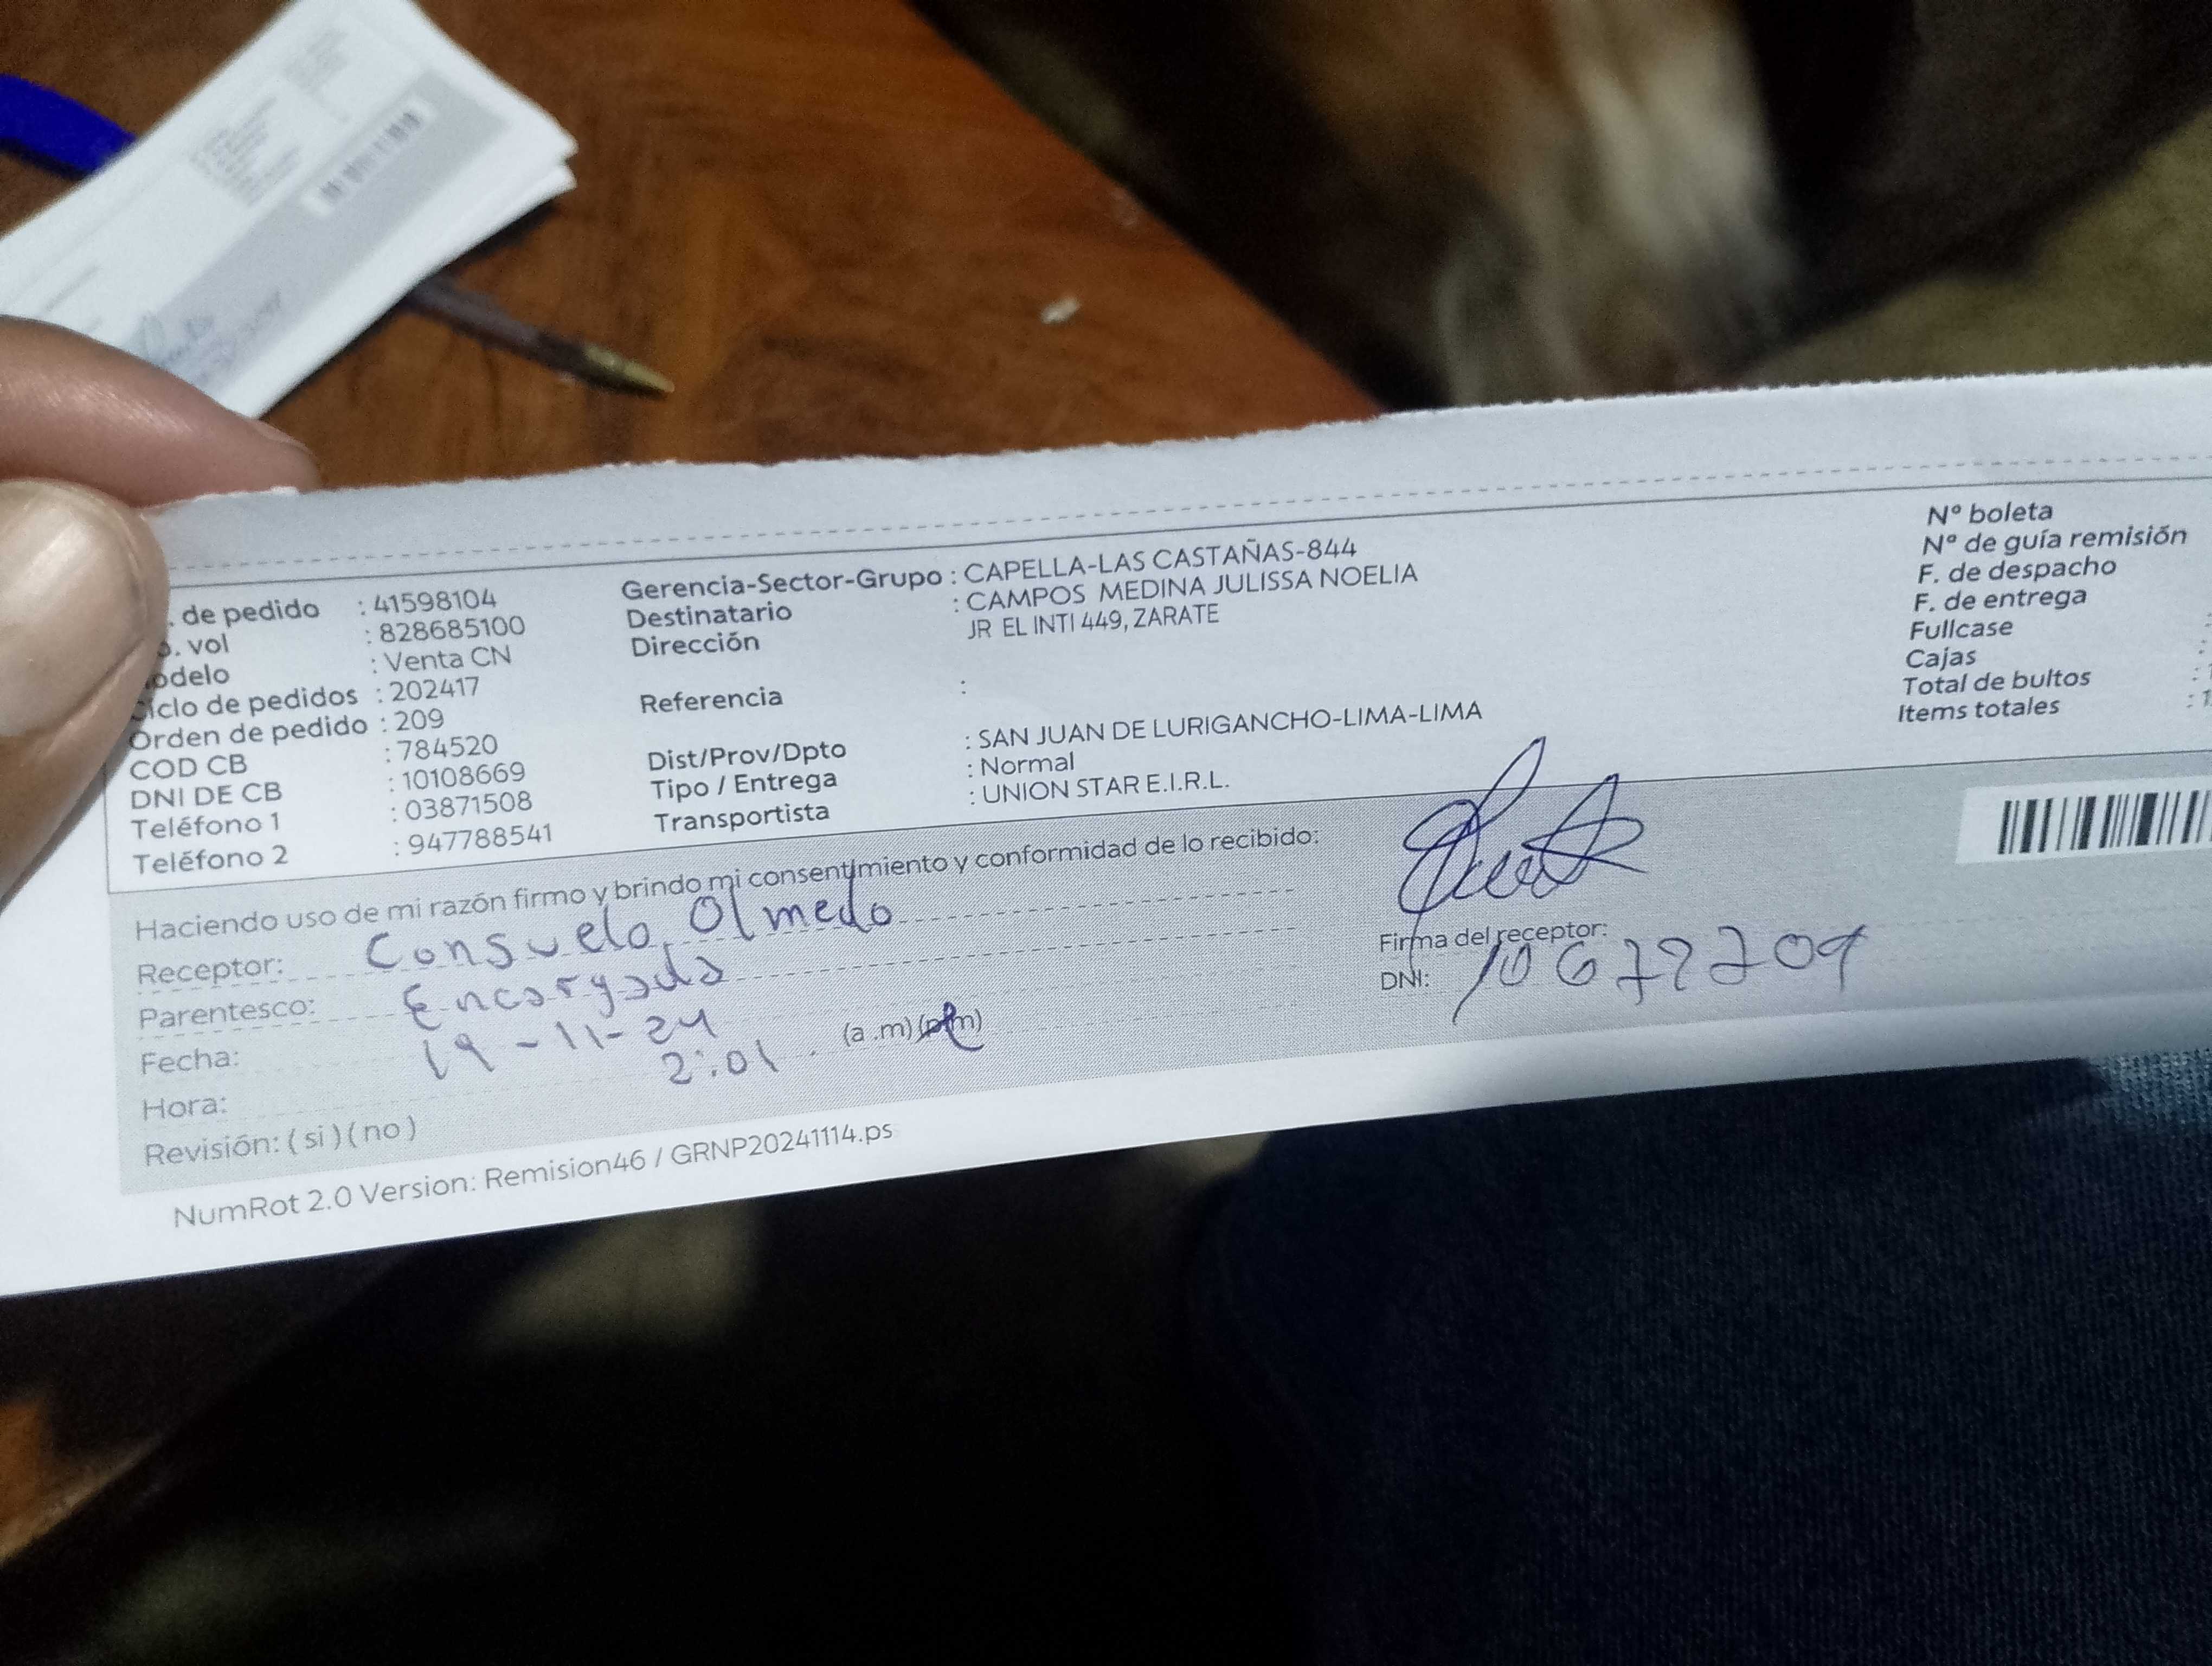 de pedido : 41598104
. vol : 828685100
odelo : Venta CN
iclo de pedidos : 202417
Orden de pedido : 209
COD CB : 784520
DNI DE CB : 10108669
Teléfono 1 : 03871508
Teléfono 2 : 947788541
Gerencia-Sector-Grupo : CAPELLA-LAS CASTAÑAS-844
Destinatario : CAMPOS MEDINA JULISSA NOELIA
Dirección JR EL INTI 449, ZARATE
Referencia :
Dist/Prov/Dpto : SAN JUAN DE LURIGANCHO-LIMA-LIMA
Tipo / Entrega : Normal
Transportista : UNION STAR E.I.R.L.
N° boleta
N° de guía remisión
F. de despacho
F. de entrega
Fullcase
Cajas
Total de bultos
Items totales
Haciendo uso de mi razón firmo y brindo mi consentimiento y conformidad de lo recibido:
Receptor: Consuelo Olmedo
Parentesco: Encargada
Fecha: 19-11-24
Hora: 2:01 (a .m) (p.m)
Revisión: ( si ) ( no )
Firma del receptor:
DNI:
NumRot 2.0 Version: Remision46 / GRNP20241114.ps